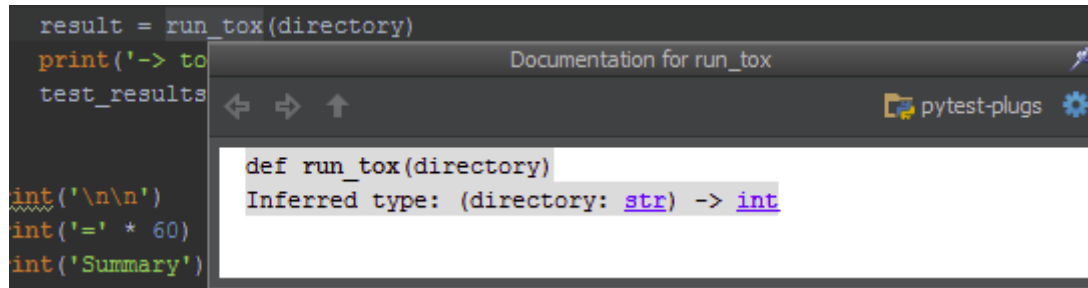 result = run_tox(directory)
print('-> to
Documentation for run_tox
test_results
pytest-plugs
def run_tox(directory)
Inferred type: (directory: str) -> int
int('\n\n')
int('=' * 60)
int('Summary')